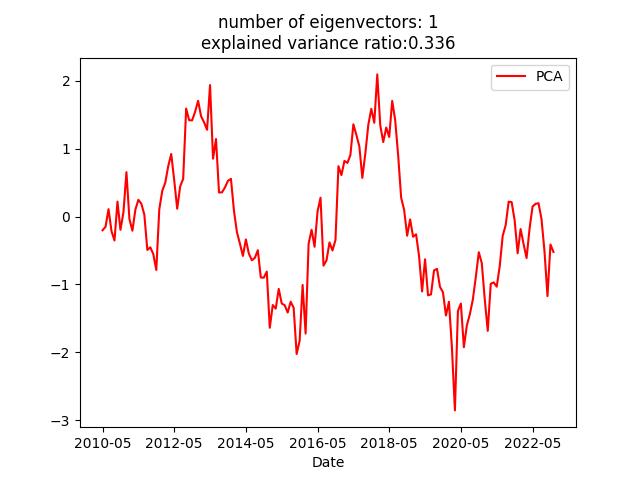 number of eigenvectors: 1
explained variance ratio:0.336
PCA
2
1
0
−1
−2
−3
2010-05 2012-05 2014-05 2016-05 2018-05 2020-05 2022-05
Date